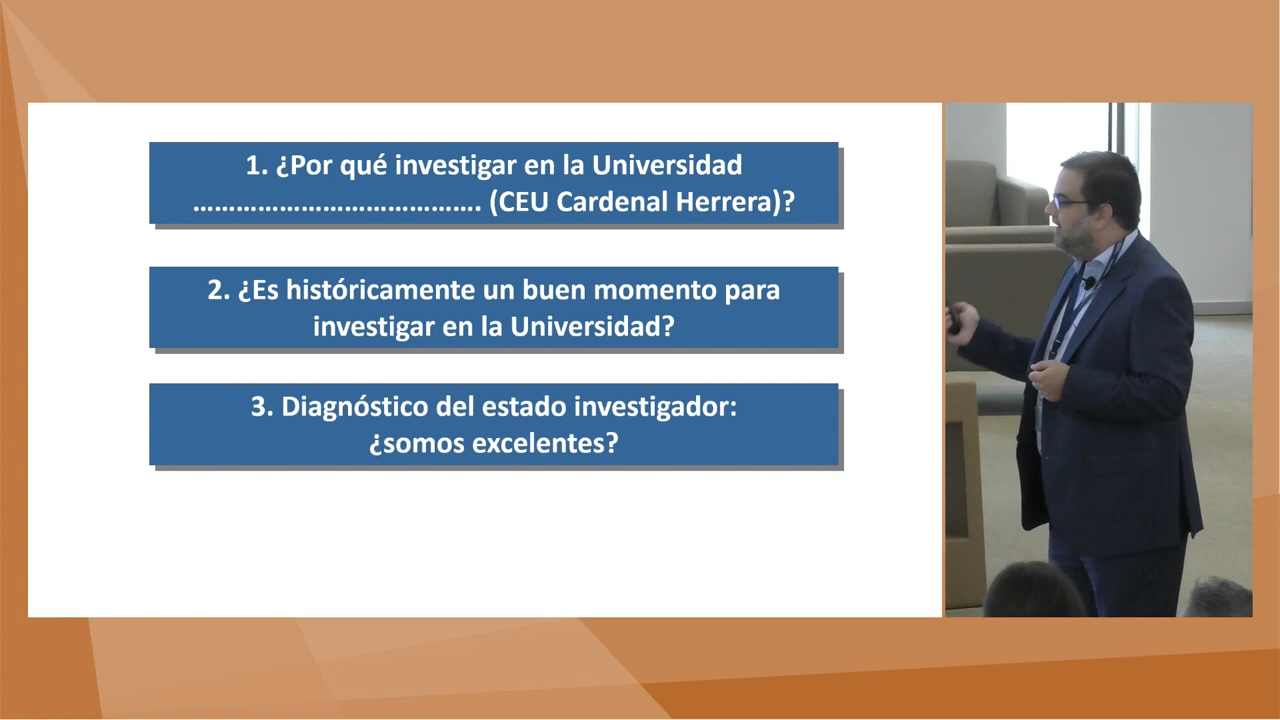 1. ¿Por qué investigar en la Universidad
…………………………………. (CEU Cardenal Herrera)?
2. ¿Es históricamente un buen momento para
investigar en la Universidad?
3. Diagnóstico del estado investigador:
¿somos excelentes?